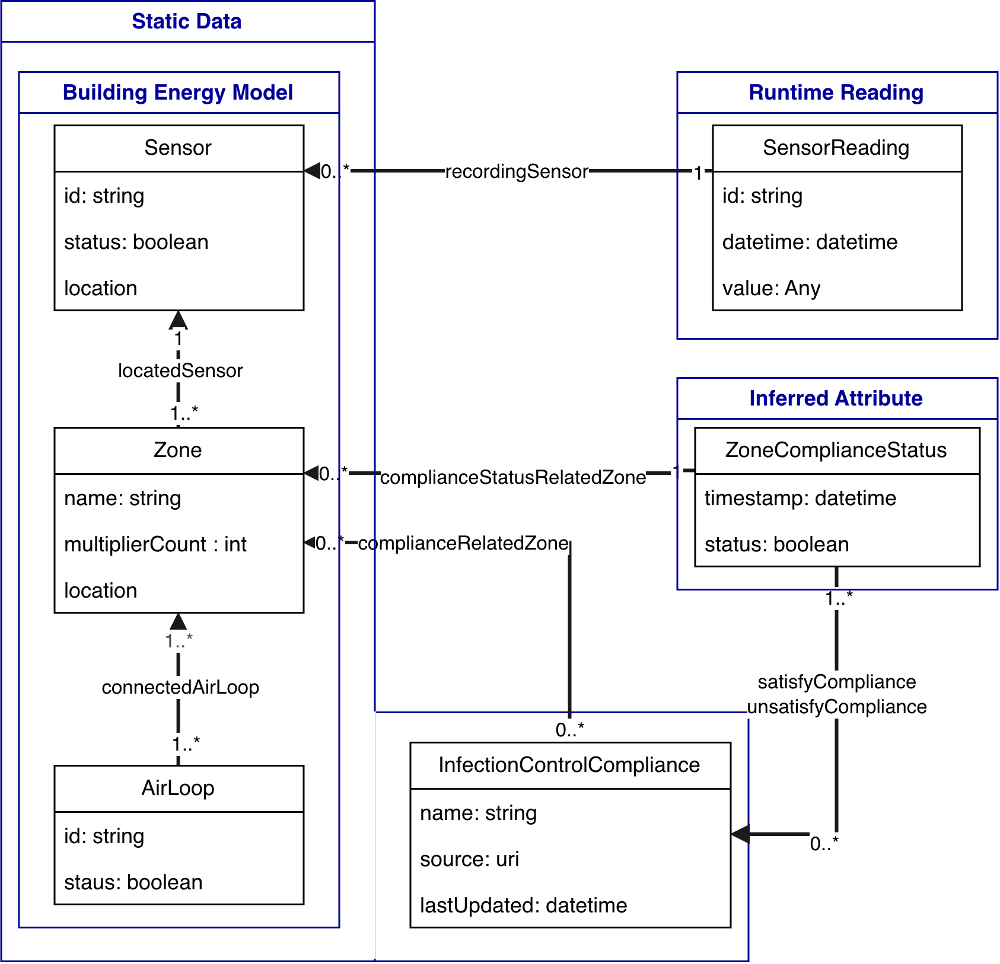 Static Data
Building Energy Model
Sensor
id: string
status: boolean
location
1
locatedSensor
1..*
Zone
name: string
multiplierCount : int
location
1..*
connectedAirLoop
1..*
AirLoop
id: string
staus: boolean
0..*
recordingSensor
1
Runtime Reading
SensorReading
id: string
datetime: datetime
value: Any
0..*
complianceStatusRelatedZone
1
Inferred Attribute
ZoneComplianceStatus
timestamp: datetime
status: boolean
0..*
complianceRelatedZone
0..*
1..*
satisfyCompliance
unsatisfyCompliance
0..*
InfectionControlCompliance
name: string
source: uri
lastUpdated: datetime